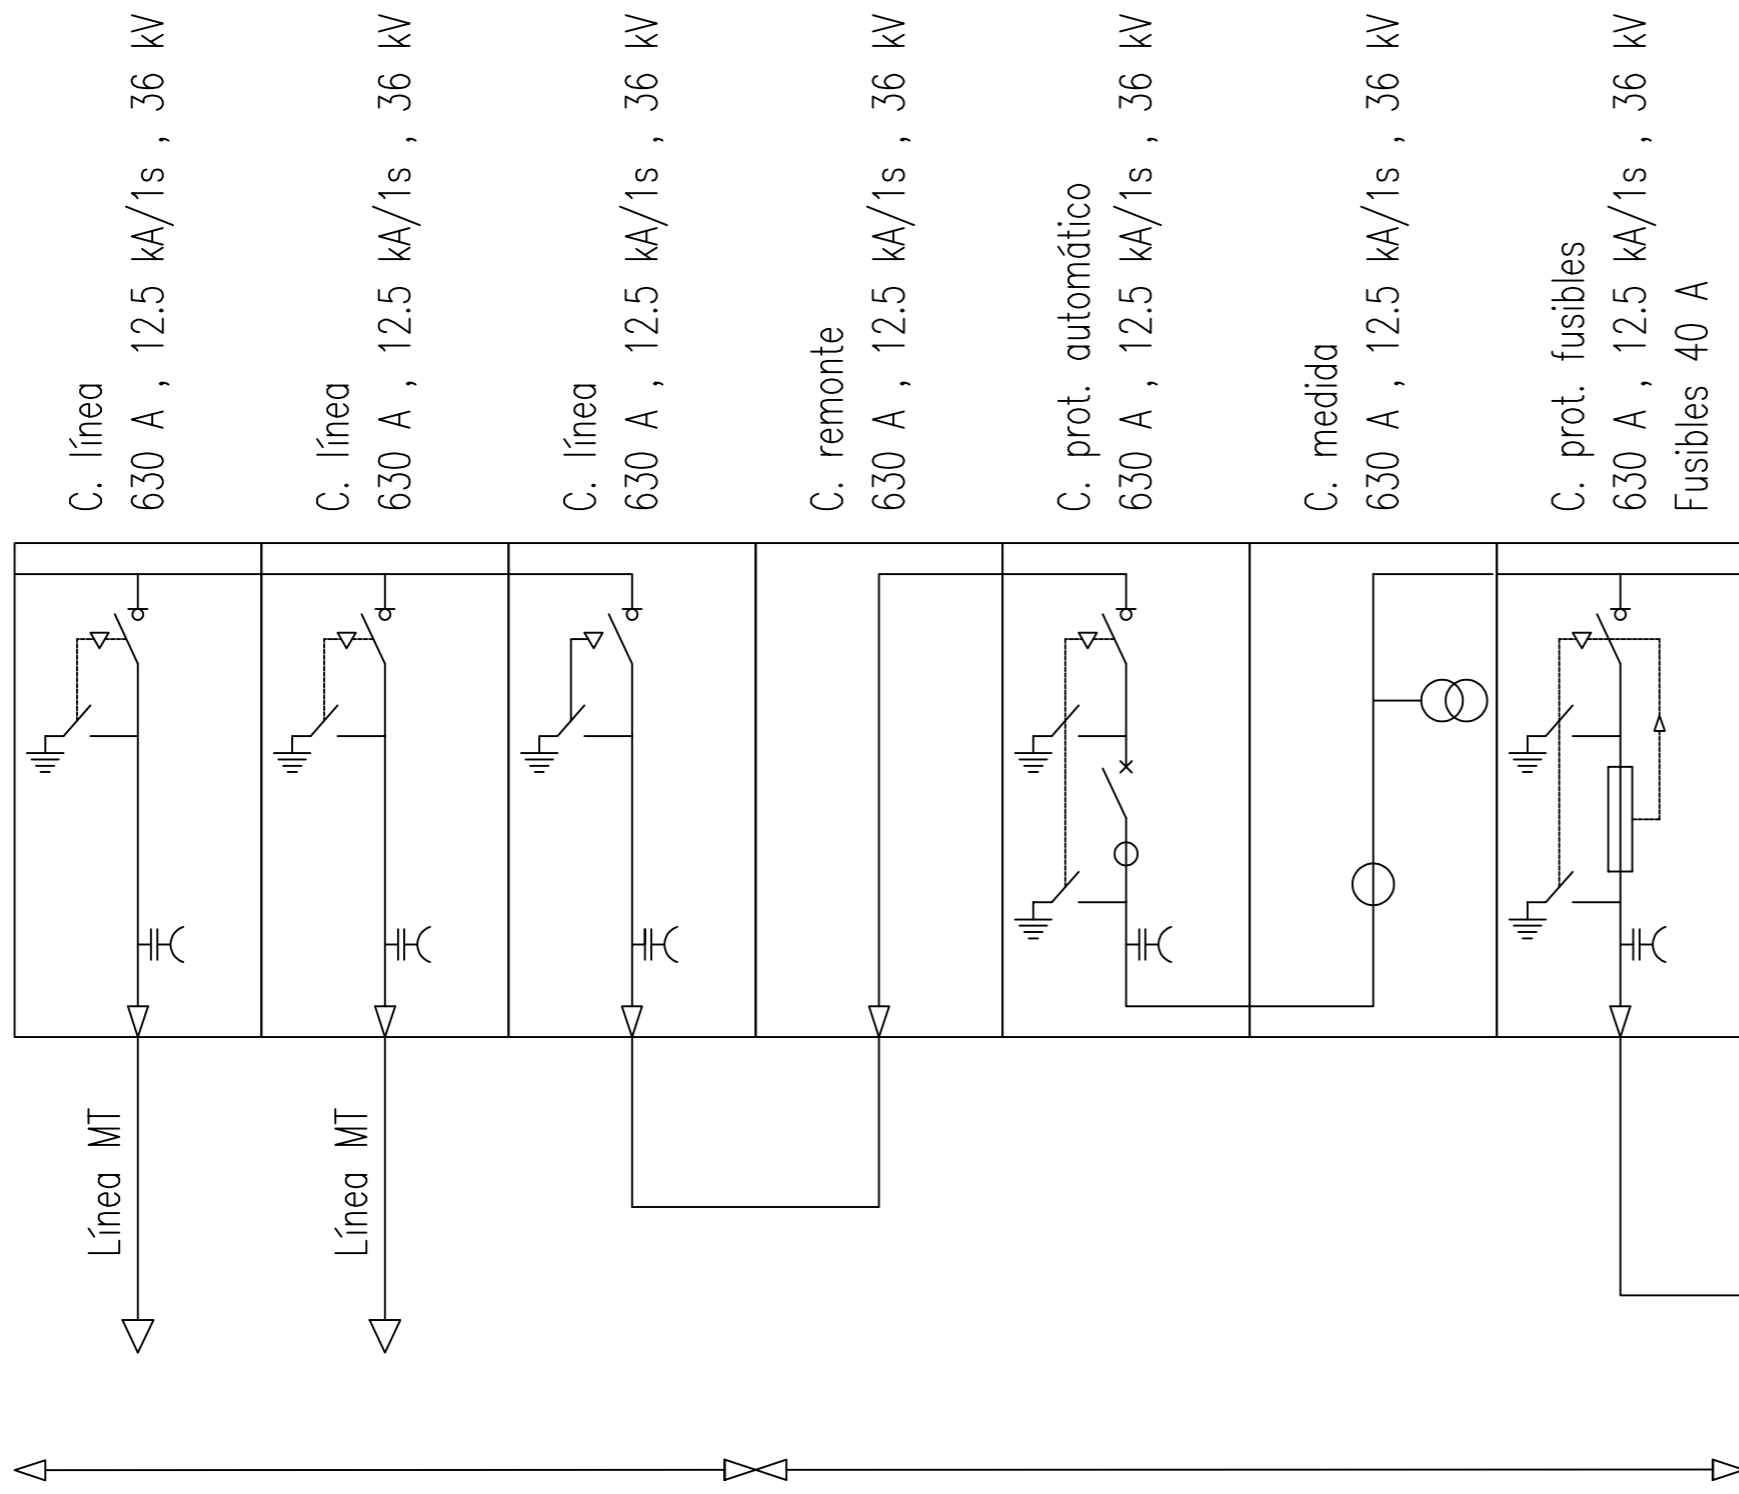 C. línea
630 A , 12.5 kA/1s , 36 kV
C. línea
630 A , 12.5 kA/1s , 36 kV
C. línea
630 A , 12.5 kA/1s , 36 kV
C. remonte
630 A , 12.5 kA/1s , 36 kV
C. prot. automático
630 A , 12.5 kA/1s , 36 kV
C. medida
630 A , 12.5 kA/1s , 36 kV
C. prot. fusibles
630 A , 12.5 kA/1s , 36 kV
Fusibles 40 A
Línea MT
Línea MT